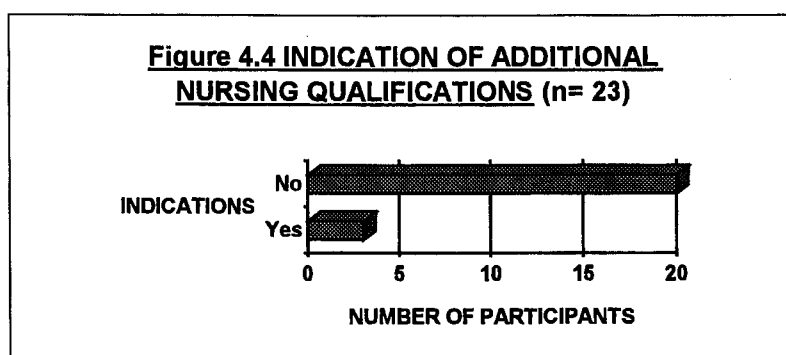 Figure 4.4 INDICATION OF ADDITIONAL
NURSING QUALIFICATIONS (n= 23)
No
INDICATIONS
Yes
0 5 10 15 20
NUMBER OF PARTICIPANTS